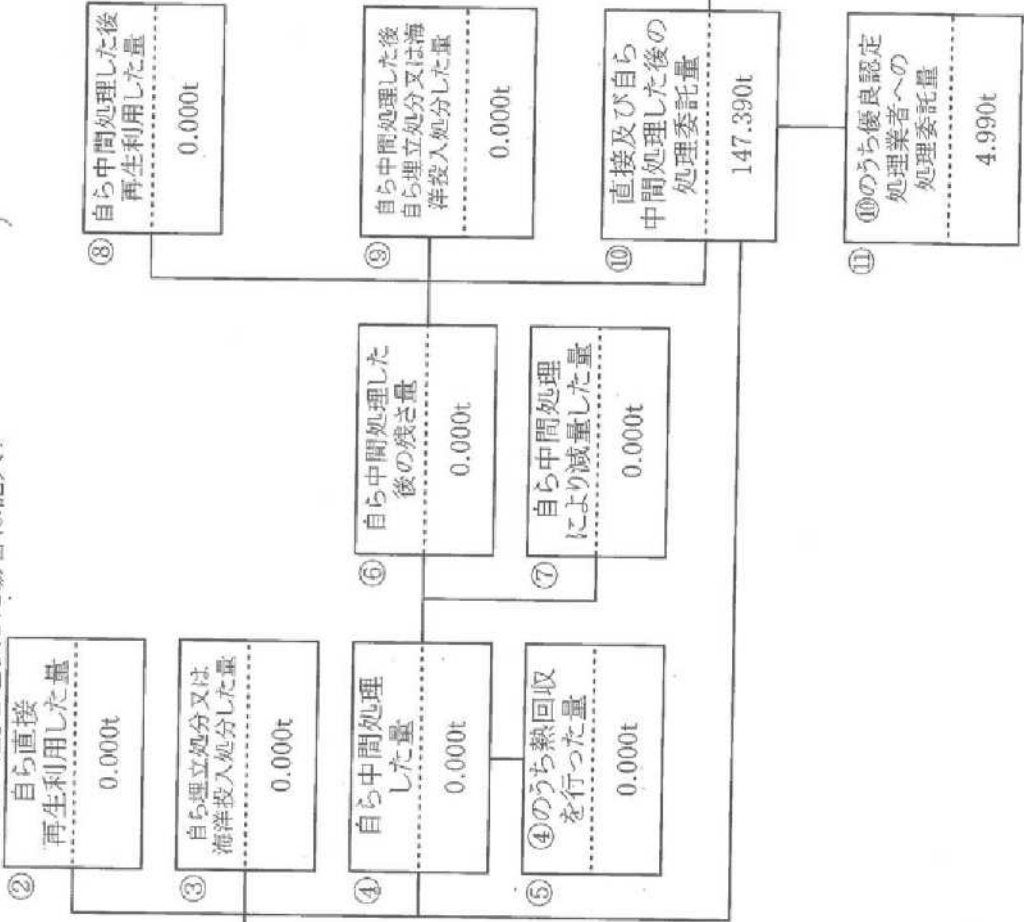 ②
自ら直接
再生利用した量
0.000t
③
自ら埋立処分又は
海洋投入処分した量
0.000t
④
自ら中間処理
した量
0.000t
⑤
④のうち熱回収
を行った量
0.000t
⑥
自ら中間処理した
後の残さ量
0.000t
⑦
自ら中間処理
により減量した量
0.000t
⑧
自ら中間処理した後
再生利用した量
0.000t
⑨
自ら中間処理した後
自ら埋立処分又は海
洋投入処分した量
0.000t
⑩
直接及び自ら
中間処理した後の
処理委託量
147.390t
⑪
⑩のうち優良認定
処理業者への
処理委託量
4.990t